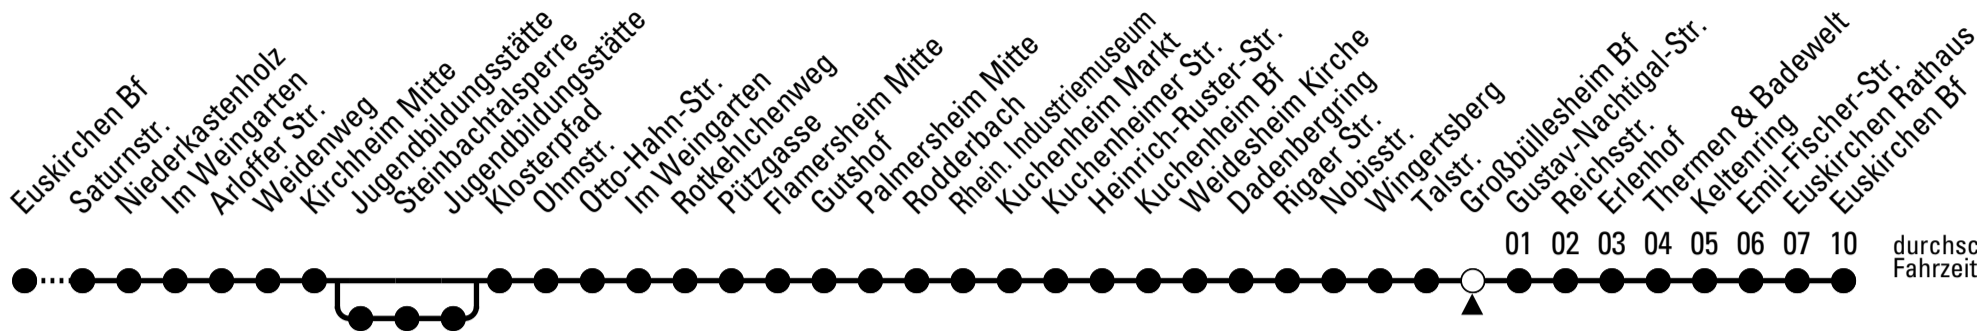 Euskirchen Bf
Saturnstr.
Niederkastenholz
Im Weingarten
Arloffer Str.
Weidenweg
Kirchheim Mitte
Jugendbildungsstätte
Steinbachtalsperre
Jugendbildungsstätte
Klosterpfad
Ohmstr.
Otto-Hahn-Str.
Im Weingarten
Rotkehlchenweg
Pützgasse
Flamersheim Mitte
Gutshof
Palmersheim Mitte
Rodderbach
Rhein. Industriemuseum
Kuchenheim Markt
Kuchenheimer Str.
Heinrich-Ruster-Str.
Kuchenheim Bf
Weidesheim Kirche
Dadenbergring
Rigaer Str.
Nobisstr.
Wingertsberg
Talstr.
Großbüllesheim Bf
Gustav-Nachtigal-Str.
Reichsstr.
Erlenhof
Thermen & Badewelt
Keltenring
Emil-Fischer-Str.
Euskirchen Rathaus
Euskirchen Bf
01 02 03 04 05 06 07 10
durchsc
Fahrzeit